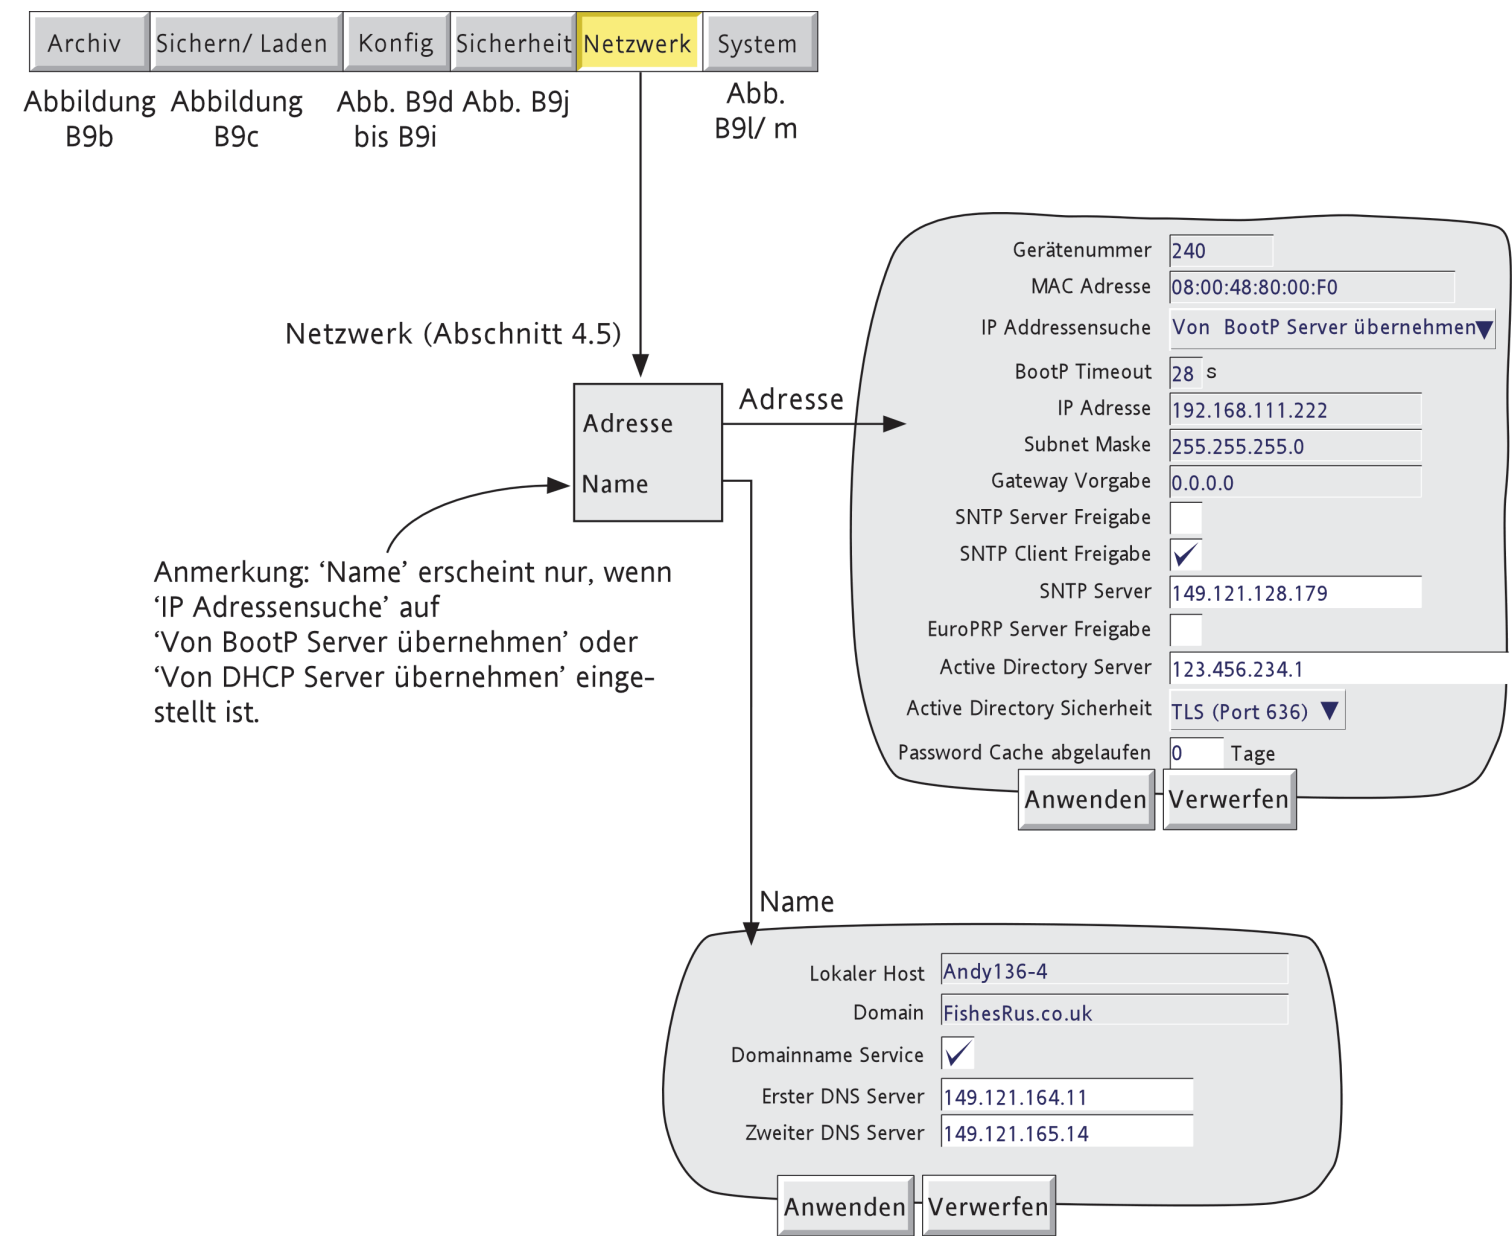 Archiv Sichern/ Laden Konfig Sicherheit Netzwerk System
Abbildung B9b
Abbildung B9c
Abb. B9d bis B9i
Abb. B9j
Abb. B9l/ m
Netzwerk (Abschnitt 4.5)
Adresse
Name
Adresse
Anmerkung: ‘Name’ erscheint nur, wenn
‘IP Adressensuche’ auf
‘Von BootP Server übernehmen’ oder
‘Von DHCP Server übernehmen’ einge-
stellt ist.
Gerätenummer 240
MAC Adresse 08:00:48:80:00:F0
IP Addressensuche Von BootP Server übernehmen
BootP Timeout 28 s
IP Adresse 192.168.111.222
Subnet Maske 255.255.255.0
Gateway Vorgabe 0.0.0.0
SNTP Server Freigabe
SNTP Client Freigabe
SNTP Server 149.121.128.179
EuroPRP Server Freigabe
Active Directory Server 123.456.234.1
Active Directory Sicherheit TLS (Port 636)
Password Cache abgelaufen 0 Tage
Anwenden Verwerfen
Name
Lokaler Host Andy136-4
Domain FishesRus.co.uk
Domainname Service
Erster DNS Server 149.121.164.11
Zweiter DNS Server 149.121.165.14
Anwenden Verwerfen